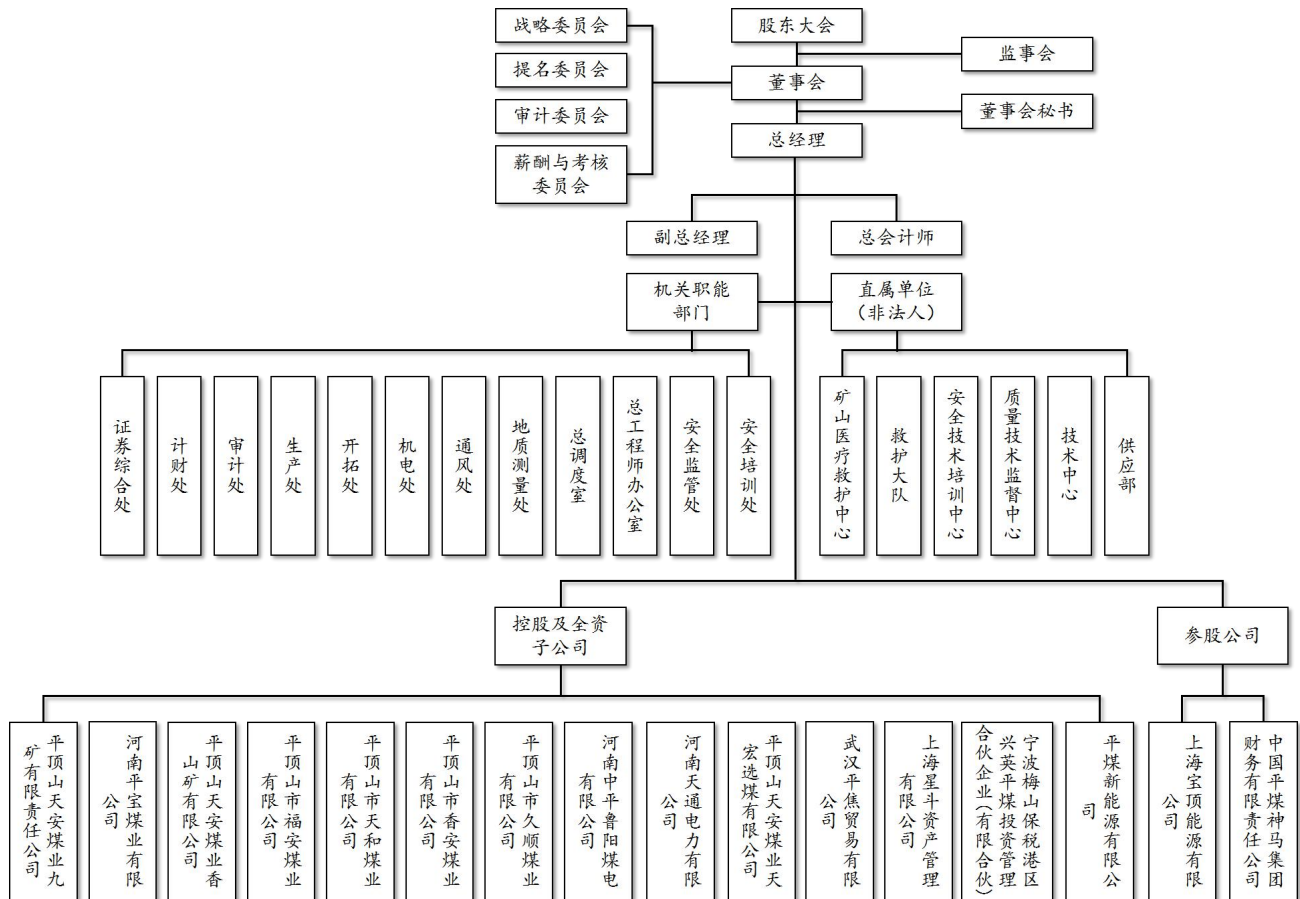 战略委员会
股东大会
监事会
提名委员会
董事会
审计委员会
董事会秘书
总经理
薪酬与考核
委员会
副总经理
总会计师
机关职能
部门
直属单位
（非法人）
证券综合处
计财处
审计处
生产处
开拓处
机电处
通风处
地质测量处
总调度室
总工程师办公室
安全监管处
安全培训处
矿山医疗救护中心
救护大队
安全技术培训中心
质量技术监督中心
技术中心
供应部
控股及全资
子公司
参股公司
平顶山天安煤业九
矿有限责任公司
河南平宝煤业有限
公司
平顶山天安煤业香
山矿有限公司
平顶山市福安煤业
有限公司
平顶山市天和煤业
有限公司
平顶山市香安煤业
有限公司
平顶山市久顺煤业
有限公司
河南中平鲁阳煤电
有限公司
河南天通电力有限
公司
平顶山天安煤业天
宏选煤有限公司
武汉平焦贸易有限
公司
上海星斗资产管理
有限公司
宁波梅山保税港区
兴英平煤投资管理
合伙企业（有限合伙）
平煤新能源有限公
司
上海宝顶能源有限
公司
中国平煤神马集团
财务有限责任公司